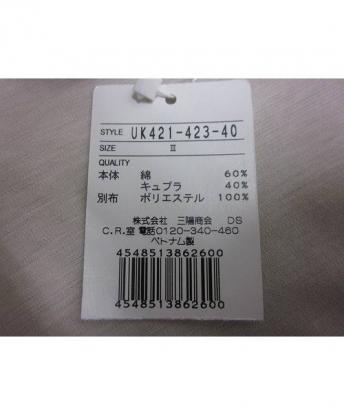 STYLE UK421-423-40
SIZE Ⅱ
QUALITY
本体 綿 60%
キュプラ 40%
別布 ポリエステル 100%
株式会社 三陽商会 DS
C.R.室 電話0120-340-460
ベトナム製
4548513862600
4548513862600